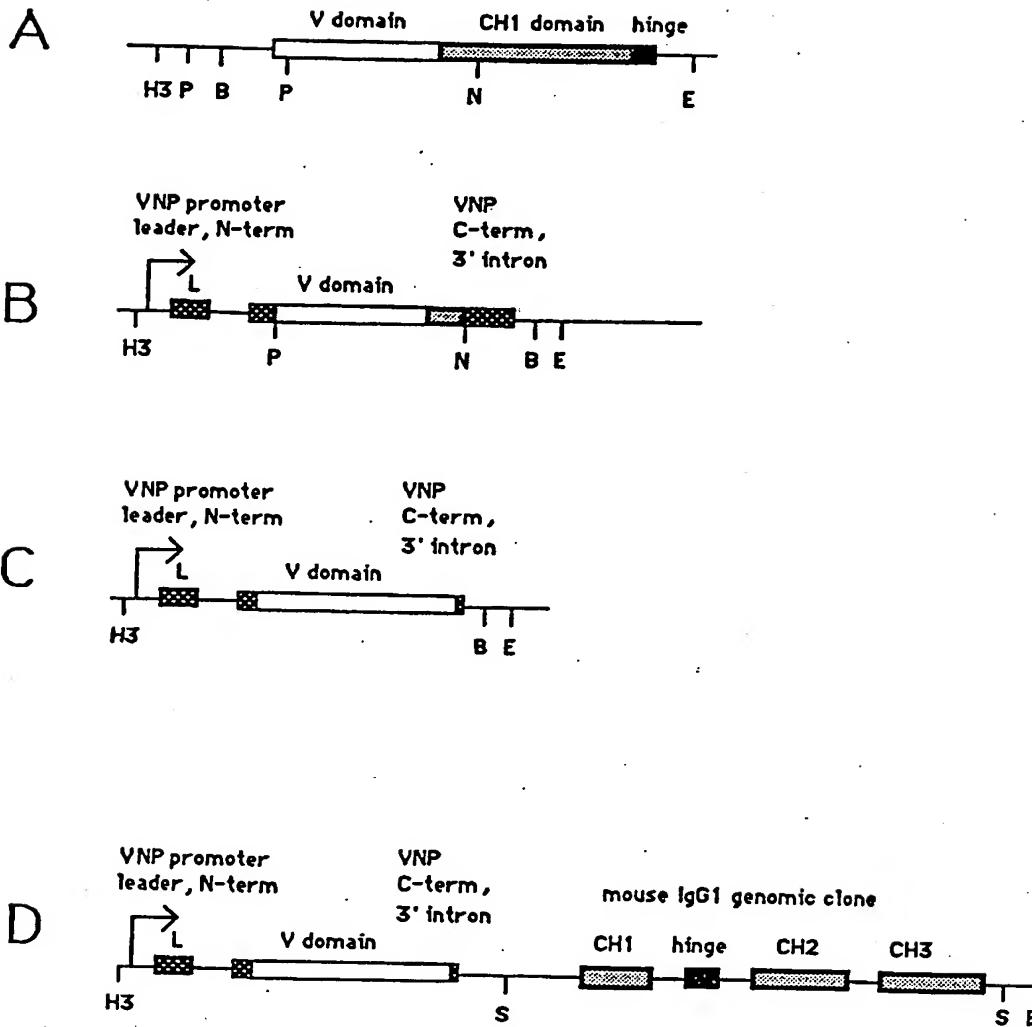 A
V domain CH1 domain hinge
H3 P B P N E
B
VNP promoter
leader, N-term
VNP
C-term,
3' intron
L
V domain
H3 P N B E
C
VNP promoter
leader, N-term
VNP
C-term,
3' intron
L
V domain
H3 B E
D
VNP promoter
leader, N-term
VNP
C-term,
3' intron
mouse IgG1 genomic clone
L
V domain
CH1 hinge CH2 CH3
H3 S S